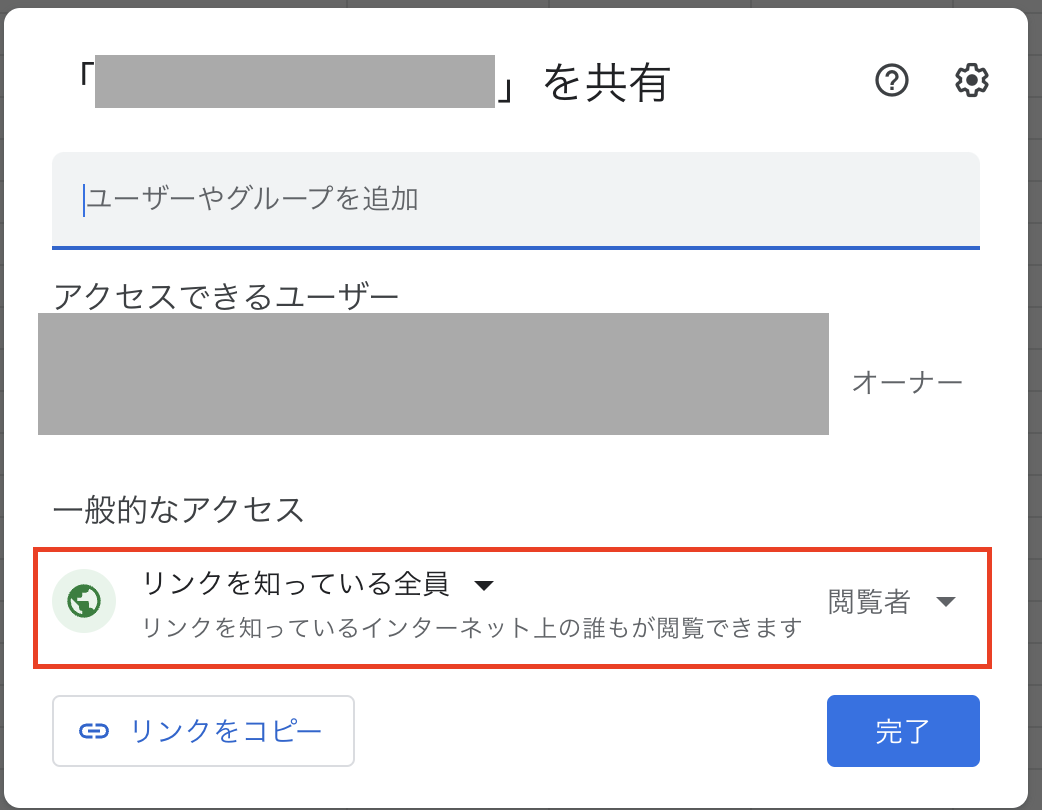 「 」を共有
ユーザーやグループを追加
アクセスできるユーザー
オーナー
一般的なアクセス
リンクを知っている全員
リンクを知っているインターネット上の誰もが閲覧できます
閲覧者
リンクをコピー
完了